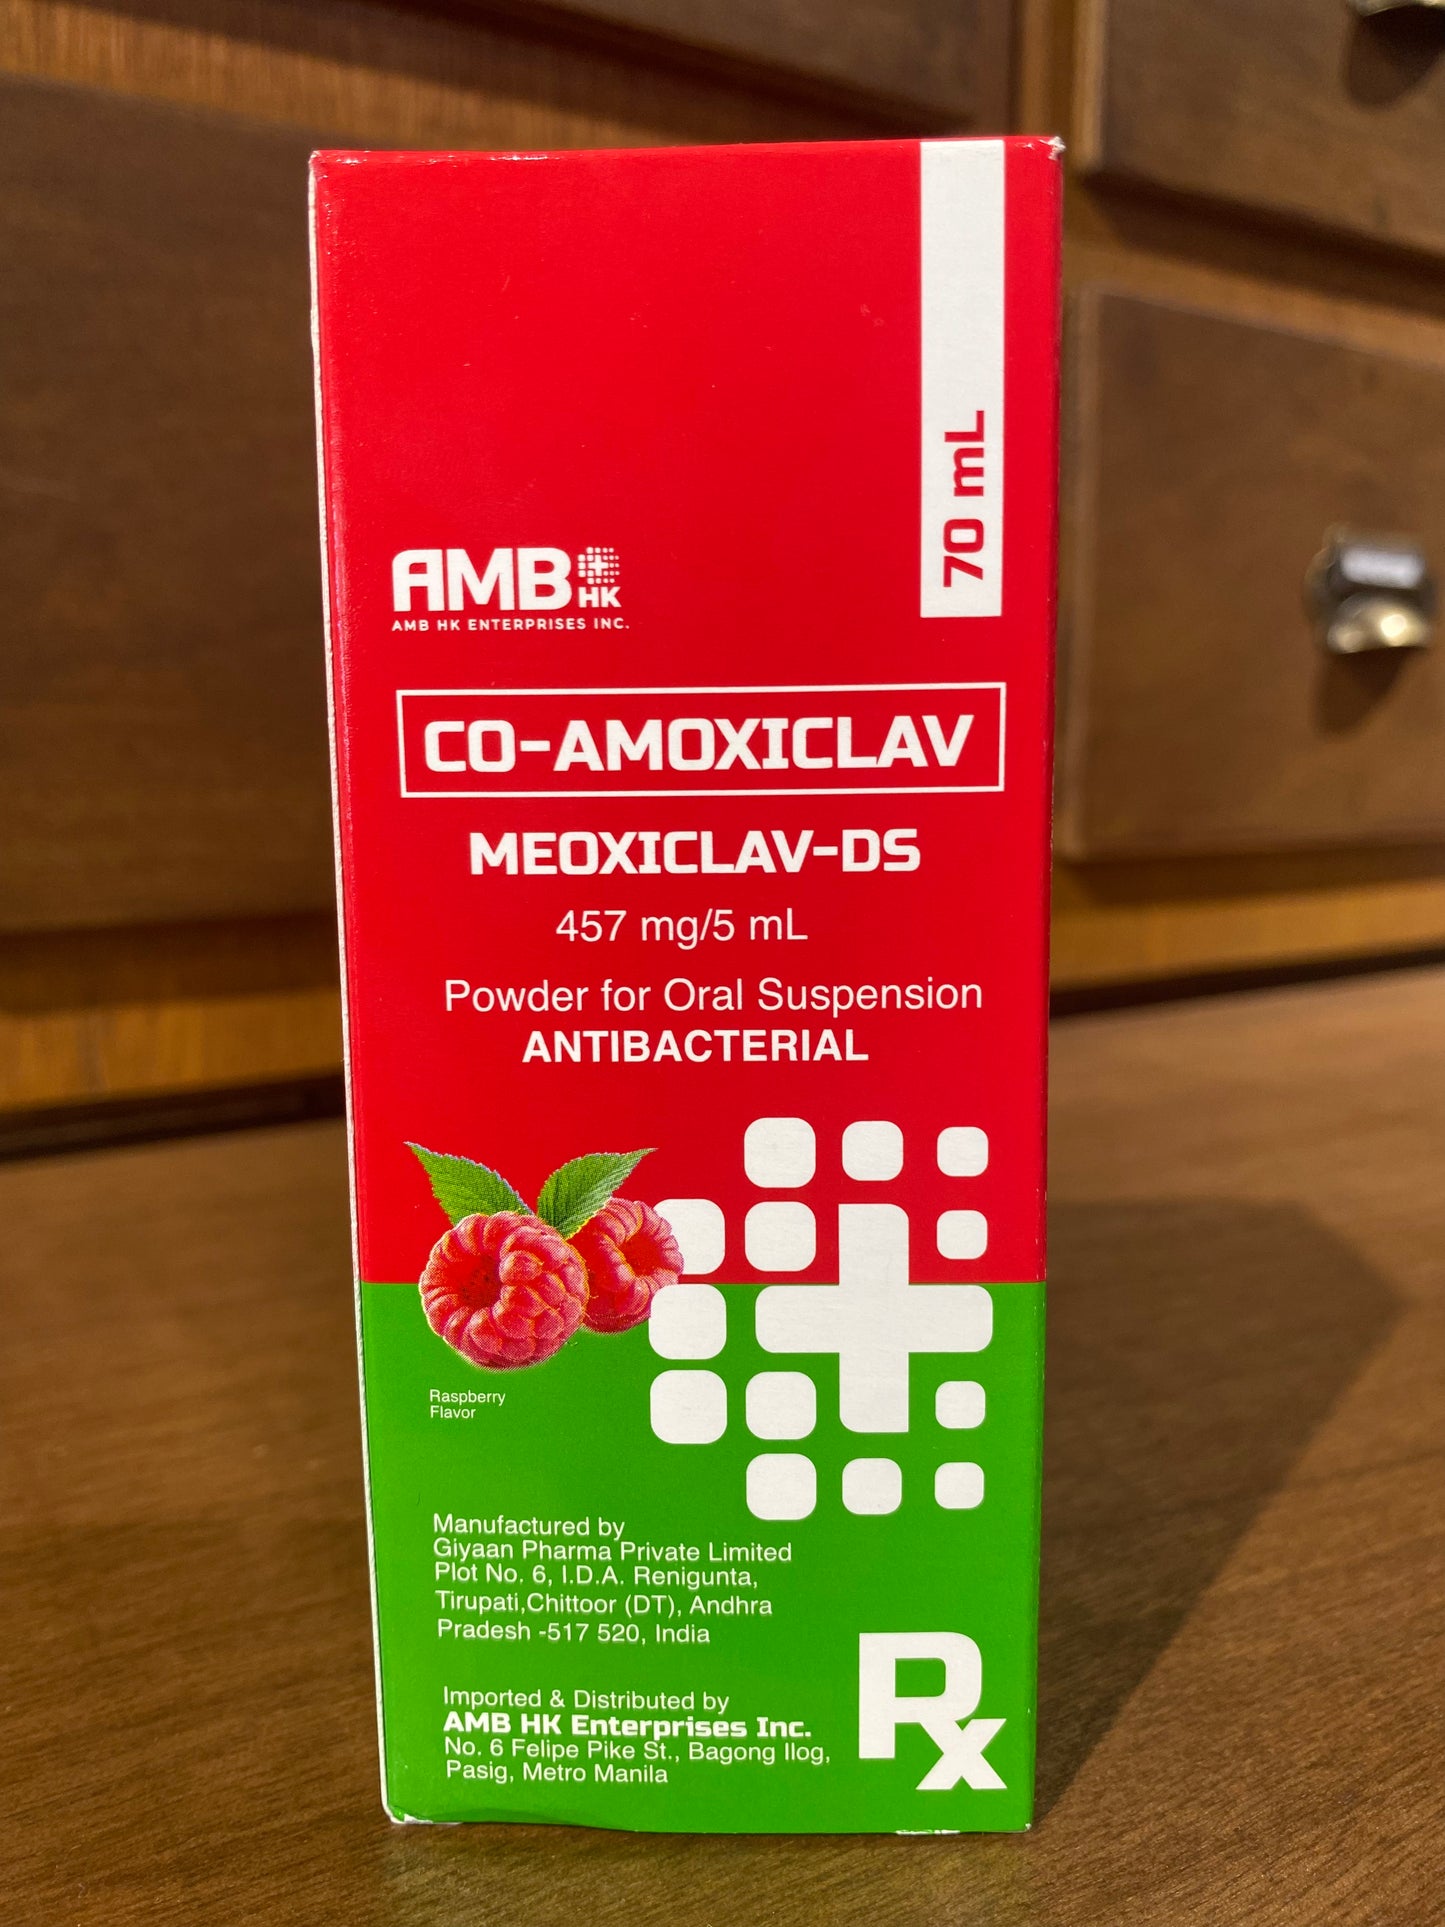 70 mL
AMB HK
AMB HK ENTERPRISES INC.
CO-AMOXICLAV
MEOXICLAV-DS
457 mg/5 mL
Powder for Oral Suspension
ANTIBACTERIAL
Raspberry
Flavor
Manufactured by
Giyaan Pharma Private Limited
Plot No. 6, I.D.A. Renigunta,
Tirupati,Chittoor (DT), Andhra
Pradesh -517 520, India
Imported & Distributed by
AMB HK Enterprises Inc.
No. 6 Felipe Pike St., Bagong Ilog,
Pasig, Metro Manila
Rx